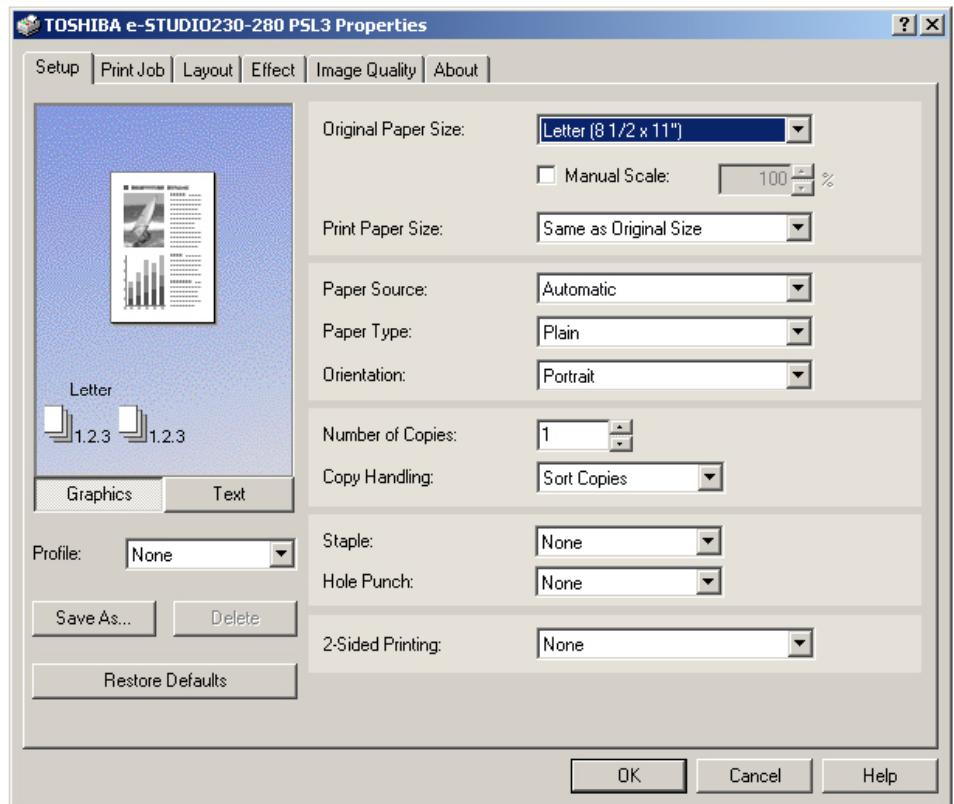 TOSHIBA e-STUDIO230-280 PSL3 Properties
Setup Print Job Layout Effect Image Quality About
Original Paper Size: Letter (8 1/2 x 11")
Manual Scale: 100 %
Print Paper Size: Same as Original Size
Paper Source: Automatic
Paper Type: Plain
Orientation: Portrait
Letter
1.2.3 1.2.3
Number of Copies: 1
Copy Handling: Sort Copies
Graphics Text
Staple: None
Profile: None
Hole Punch: None
Save As... Delete
2-Sided Printing: None
Restore Defaults
OK Cancel Help